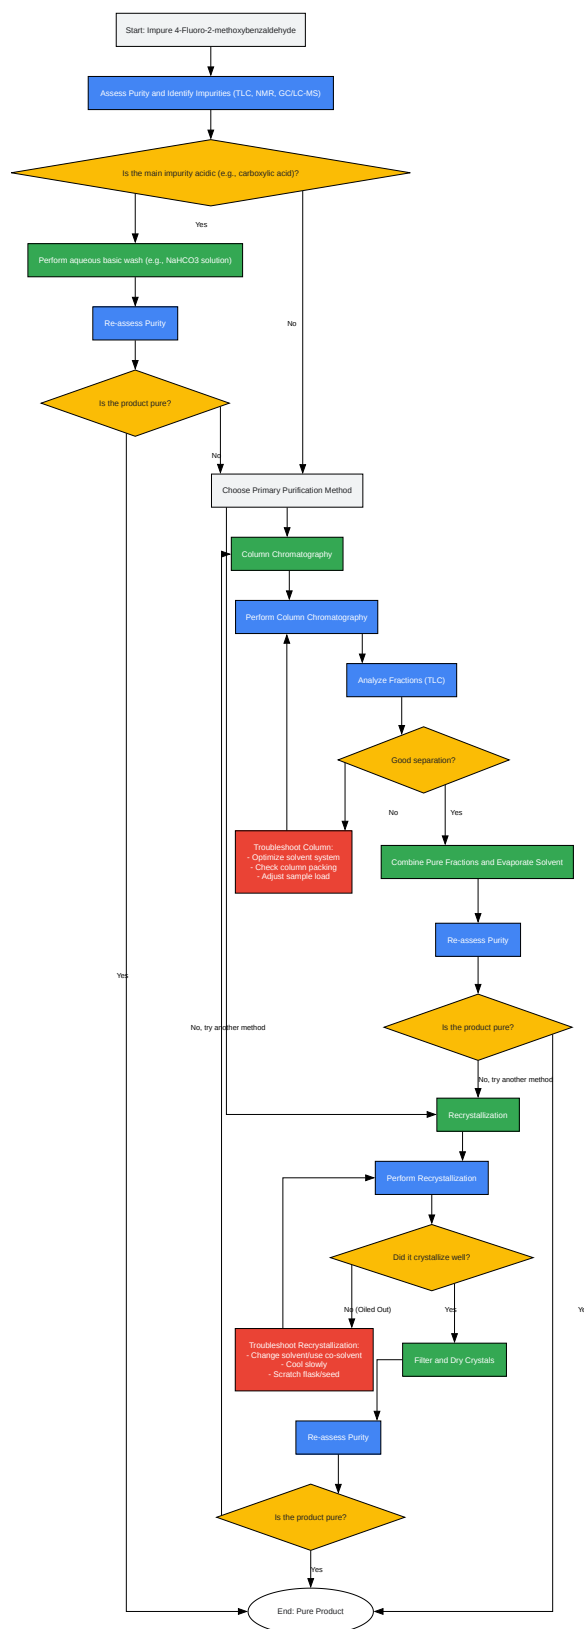 Start: Impure 4-Fluoro-2-methoxybenzaldehyde
Assess Purity and Identify Impurities (TLC, NMR, GC/LC-MS)
Is the main impurity acidic (e.g., carboxylic acid)?
Yes
Perform aqueous basic wash (e.g., NaHCO3 solution)
Re-assess Purity
No
Is the product pure?
No
Choose Primary Purification Method
Column Chromatography
Perform Column Chromatography
Analyze Fractions (TLC)
Good separation?
No
Yes
Troubleshoot Column:
- Optimize solvent system
- Check column packing
- Adjust sample load
Combine Pure Fractions and Evaporate Solvent
Re-assess Purity
Yes
No, try another method
Is the product pure?
No, try another method
Recrystallization
Perform Recrystallization
Did it crystallize well?
No (Oiled Out)
Yes
Troubleshoot Recrystallization:
- Change solvent/use co-solvent
- Cool slowly
- Scratch flask/seed
Filter and Dry Crystals
Re-assess Purity
Is the product pure?
Yes
End: Pure Product